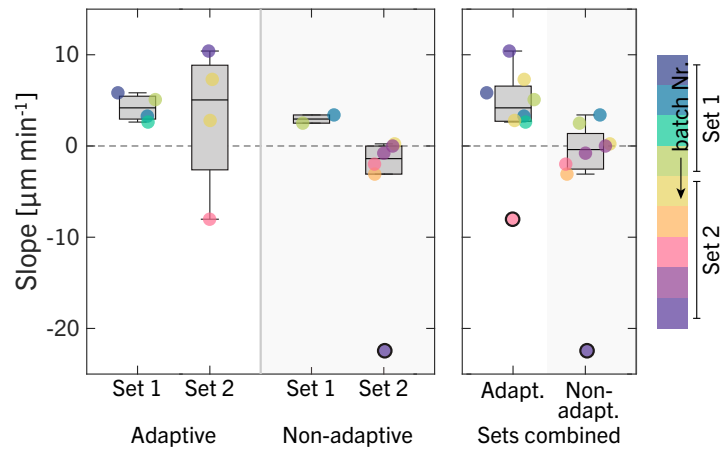 10
0
-10
-20
Slope [µm min⁻¹]
Set 1
Set 2
Set 1
Set 2
Adaptive
Non-adaptive
Adapt.
Non-
adapt.
Sets combined
batch Nr.
Set 1
Set 2